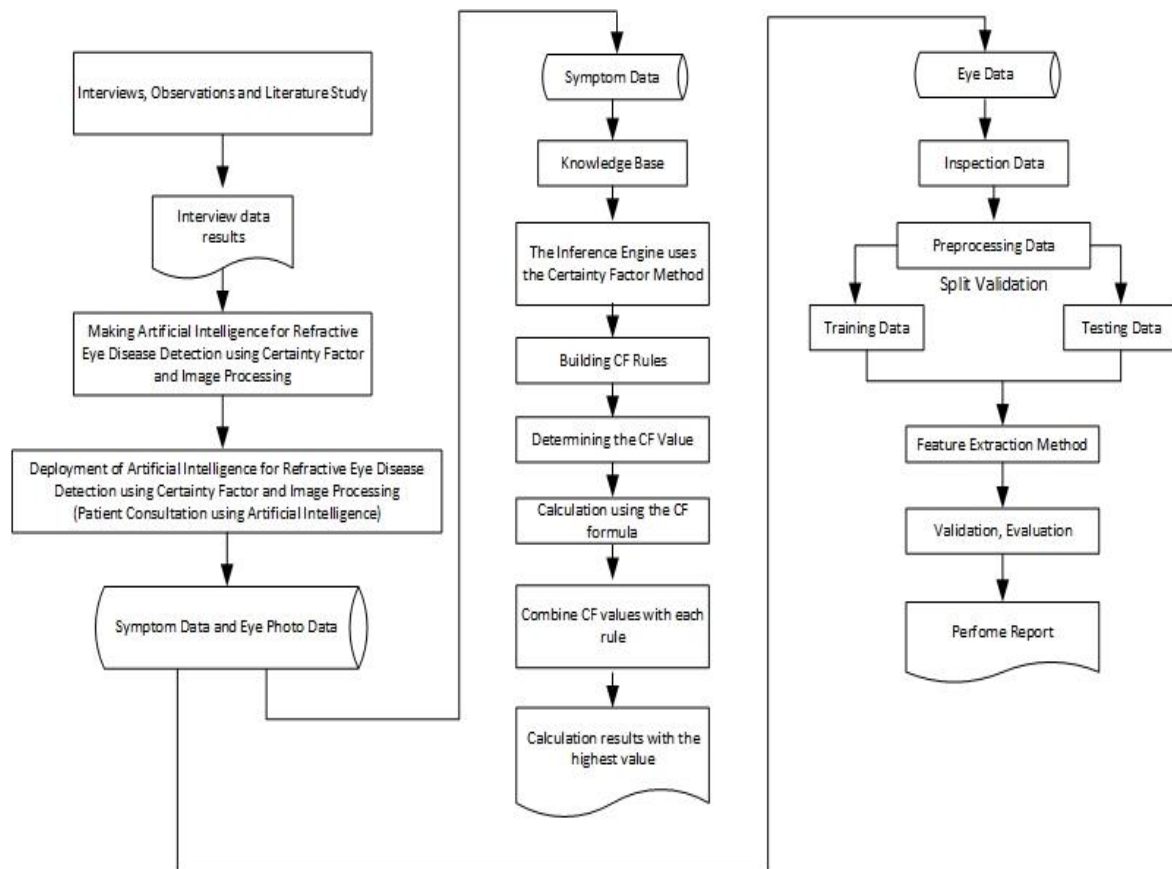 Interviews, Observations and Literature Study
Interview data
results
Making Artificial Intelligence for Refractive
Eye Disease Detection using Certainty Factor
and Image Processing
Deployment of Artificial Intelligence for Refractive Eye Disease
Detection using Certainty Factor and Image Processing
(Patient Consultation using Artificial Intelligence)
Symptom Data and Eye Photo Data
Symptom Data
Knowledge Base
The Inference Engine uses
the Certainty Factor Method
Building CF Rules
Determining the CF Value
Calculation using the CF
formula
Combine CF values with each
rule
Calculation results with the
highest value
Eye Data
Inspection Data
Preprocessing Data
Split Validation
Training Data
Testing Data
Feature Extraction Method
Validation, Evaluation
Perfome Report